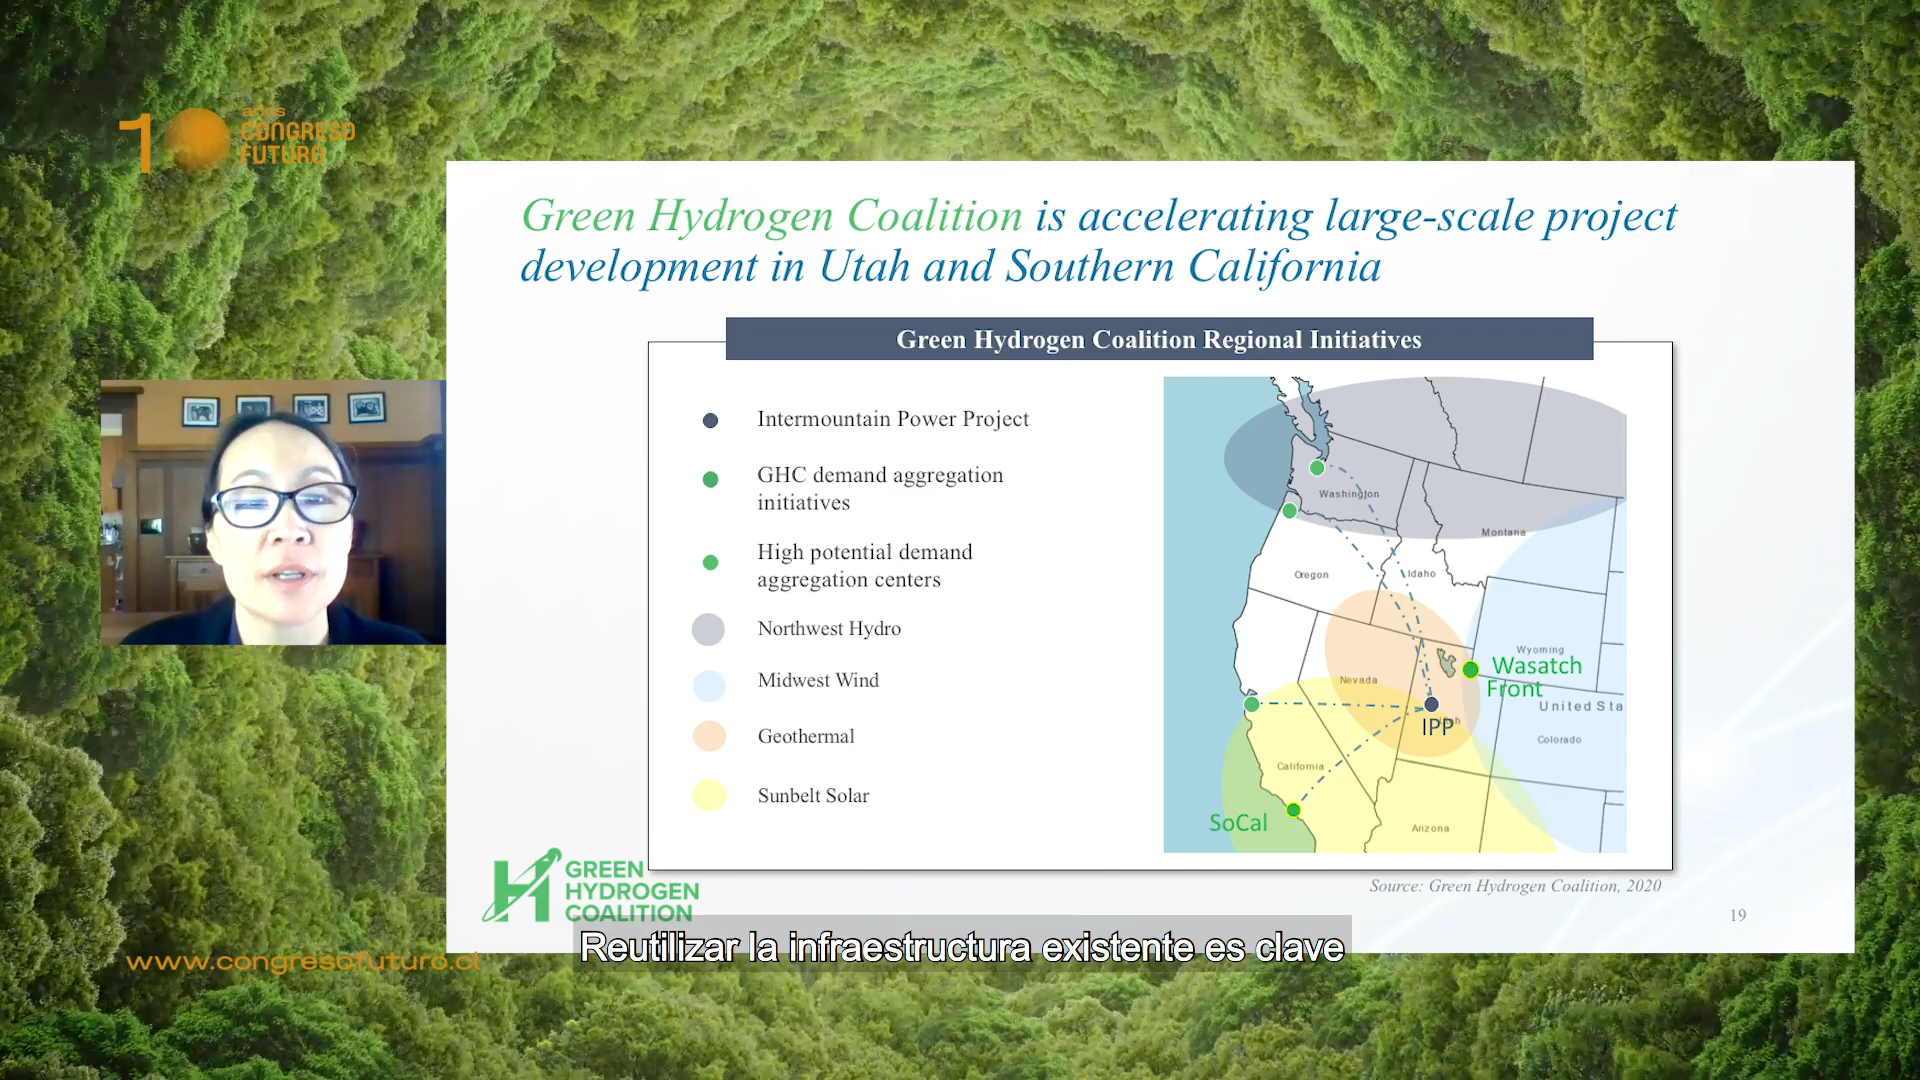 10 años
CONGRESO
FUTURO
Green Hydrogen Coalition is accelerating large-scale project
development in Utah and Southern California
Green Hydrogen Coalition Regional Initiatives
Intermountain Power Project
GHC demand aggregation
initiatives
High potential demand
aggregation centers
Northwest Hydro
Midwest Wind
Geothermal
Sunbelt Solar
Washington
Montana
Oregon
Idaho
Wyoming
Wasatch
Front
Nevada
United Sta
IPP
Colorado
California
SoCal
Arizona
GREEN
HYDROGEN
COALITION
Source: Green Hydrogen Coalition, 2020
19
Reutilizar la infraestructura existente es clave
www.congresofuturo.cl